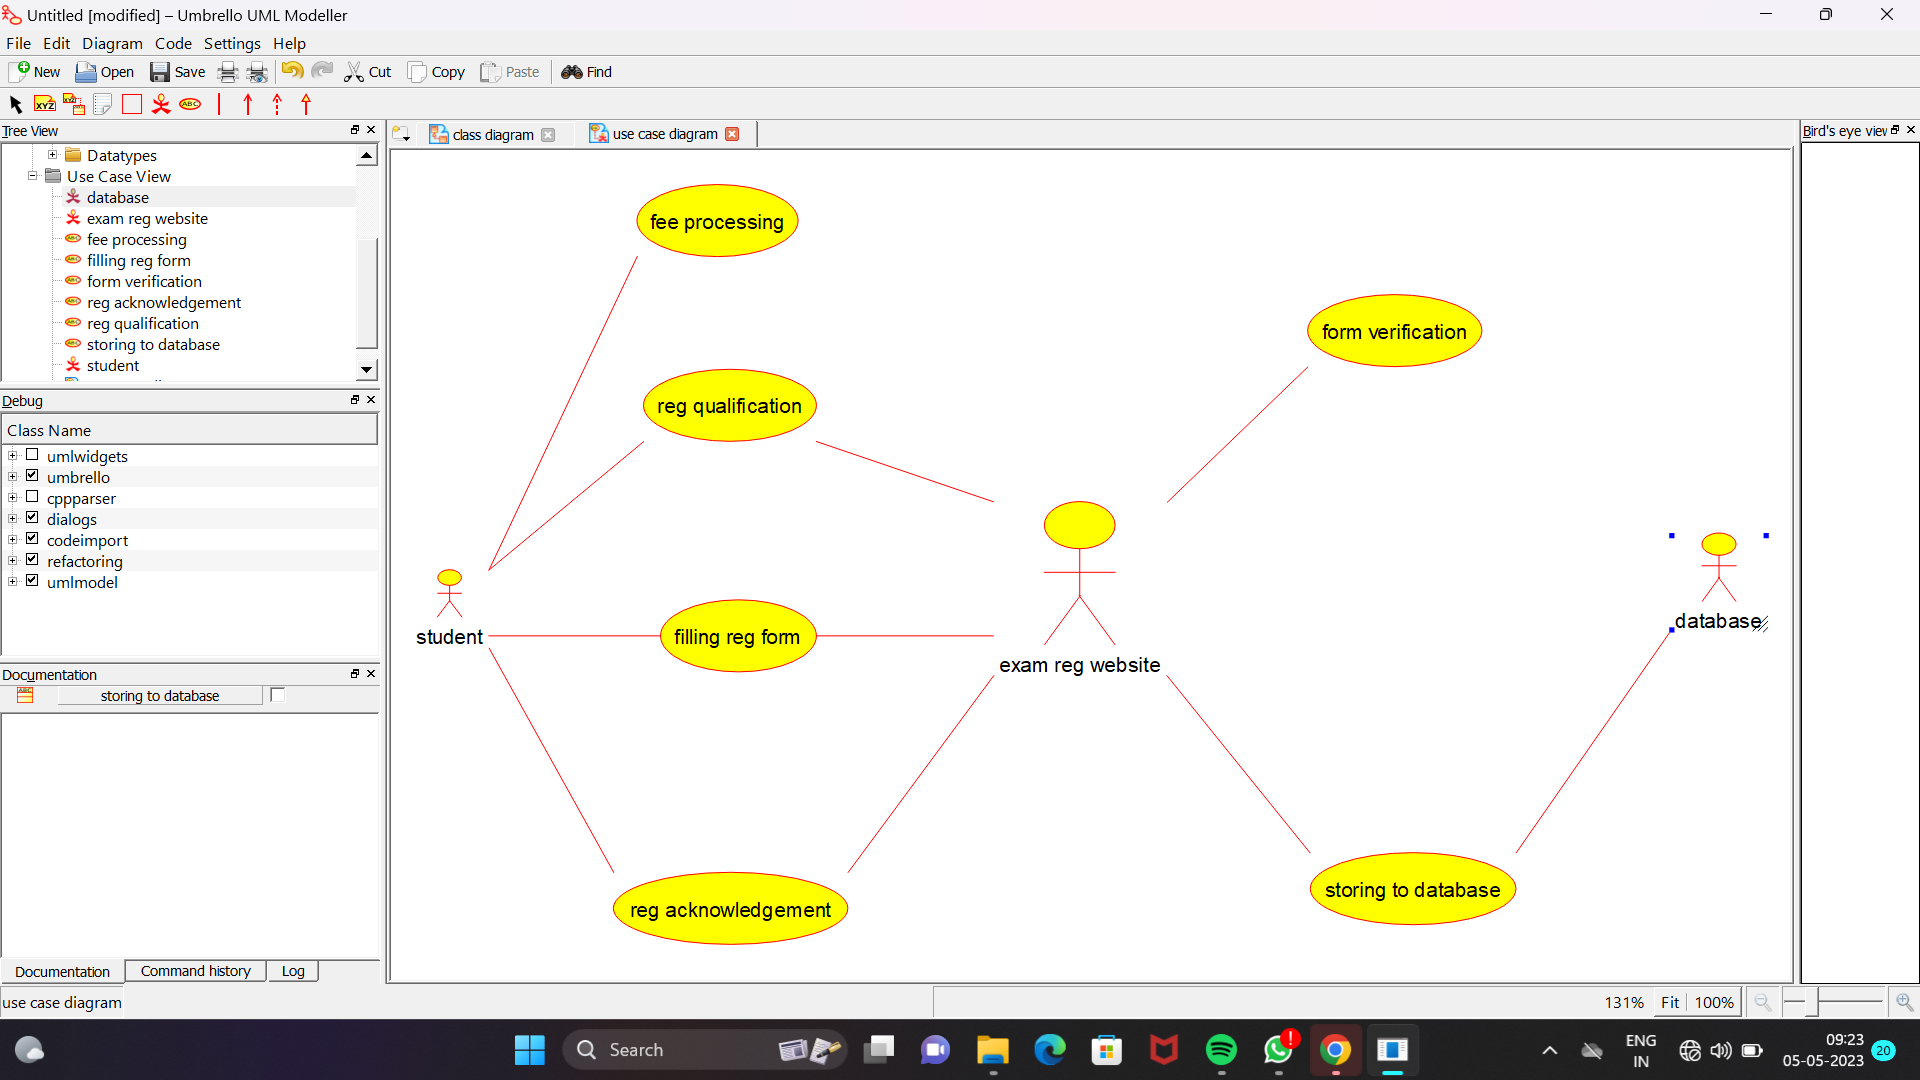 Untitled [modified] – Umbrello UML Modeller
File Edit Diagram Code Settings Help
New Open Save Cut Copy Paste Find
XYZ XYZ ABC
Tree View
class diagram
use case diagram
Bird's eye view
Datatypes
Use Case View
database
exam reg website
fee processing
filling reg form
form verification
reg acknowledgement
reg qualification
storing to database
student
Debug
Class Name
umlwidgets
umbrello
cppparser
dialogs
codeimport
refactoring
umlmodel
Documentation
storing to database
Documentation Command history Log
fee processing
form verification
reg qualification
student
filling reg form
exam reg website
database
reg acknowledgement
storing to database
use case diagram
131% Fit 100%
Search
ENG
IN
09:23
05-05-2023
20